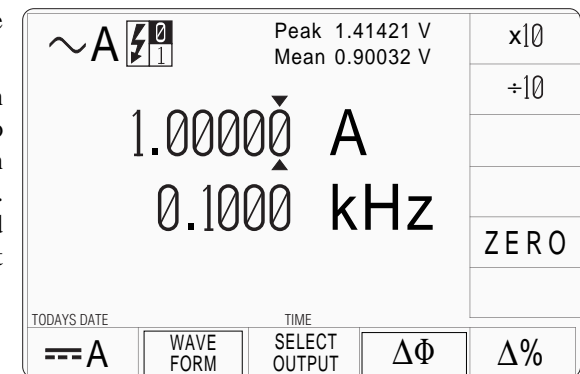 e
~A 0 1
Peak 1.41421 V
Mean 0.90032 V
x10
÷10
1.00000 A
0.1000 kHz
ZERO
TODAYS DATE
TIME
A
WAVE FORM
SELECT OUTPUT
ΔΦ
Δ%